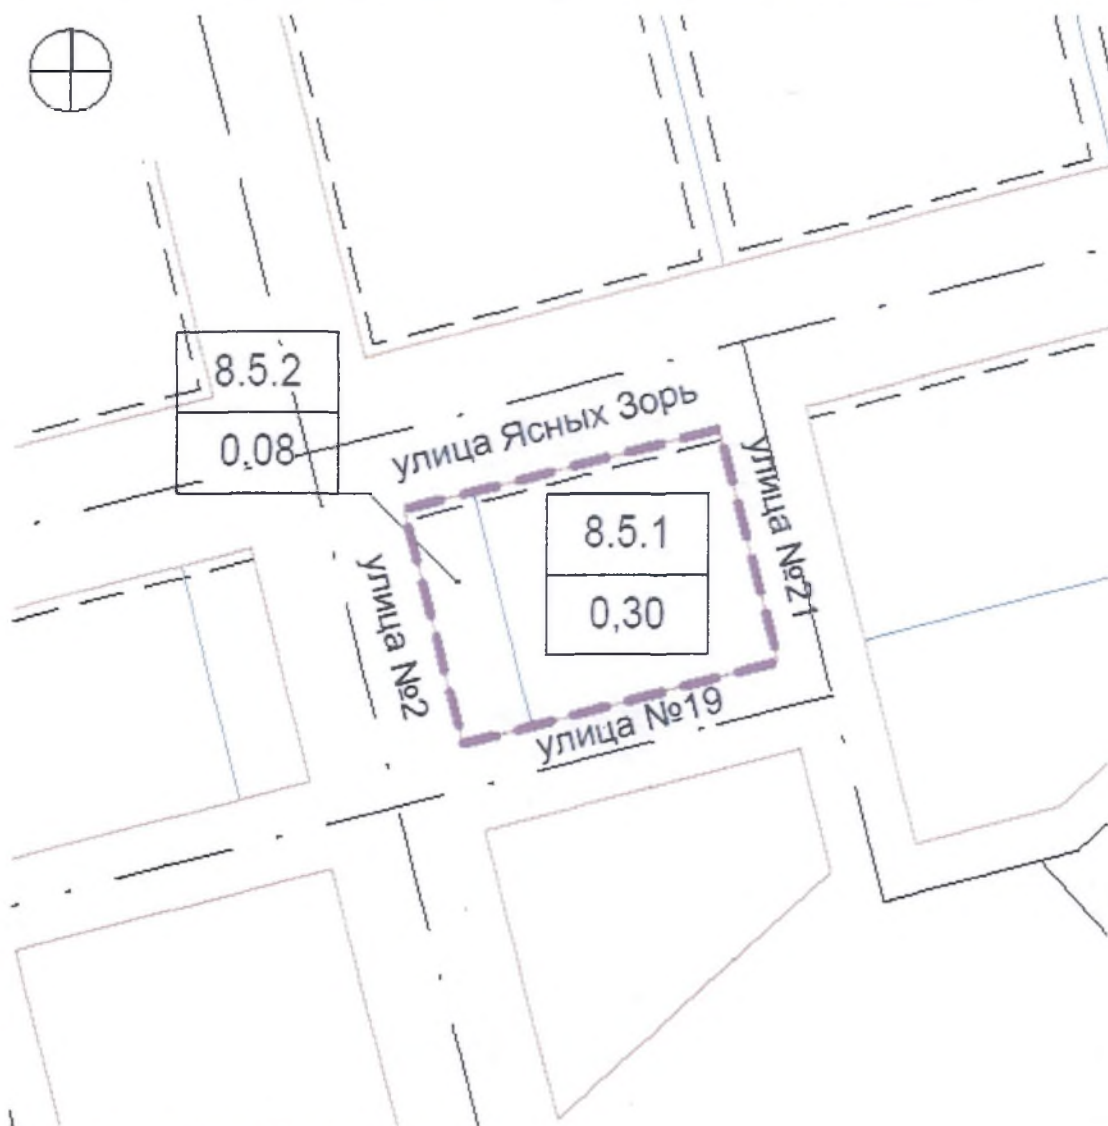 8.5.2
0,08
улица Ясных Зорь
8.5.1
0,30
улица №21
улица №2
улица №19